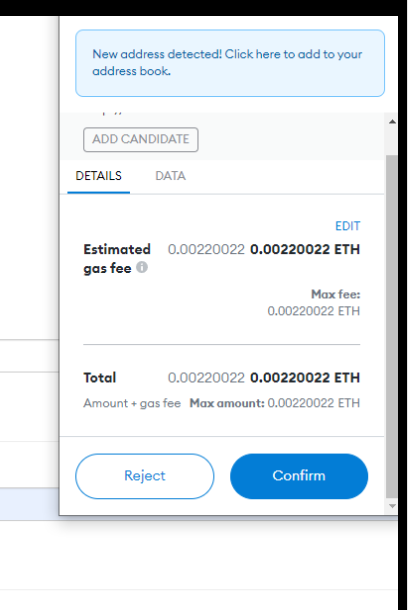 New address detected! Click here to add to your
address book.
ADD CANDIDATE
DETAILS DATA
EDIT
Estimated 0.00220022 0.00220022 ETH
gas fee
Max fee:
0.00220022 ETH
Total 0.00220022 0.00220022 ETH
Amount + gas fee Max amount: 0.00220022 ETH
Reject Confirm